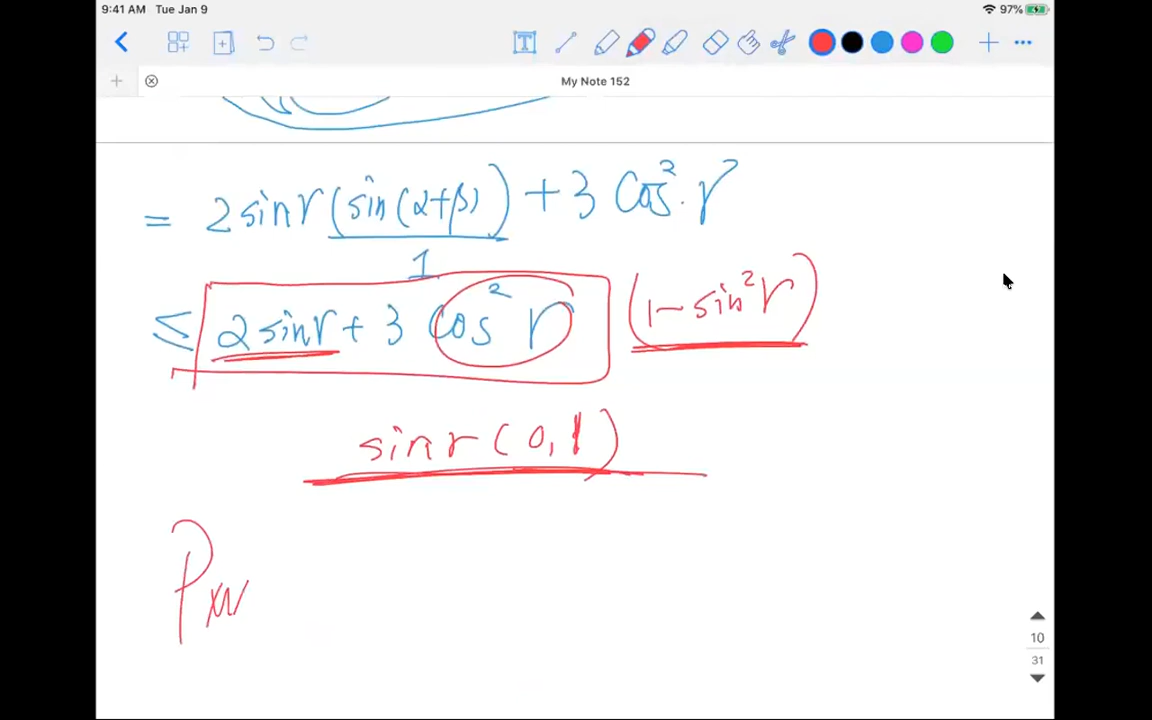 9:41 AM Tue Jan 9
97%
My Note 152
= 2 sin r (sin(α+β)) + 3 Cos². r
1
≤ 2 sin r + 3 Cos² r (1 - sin² r)
sin r (0, 1)
10
31